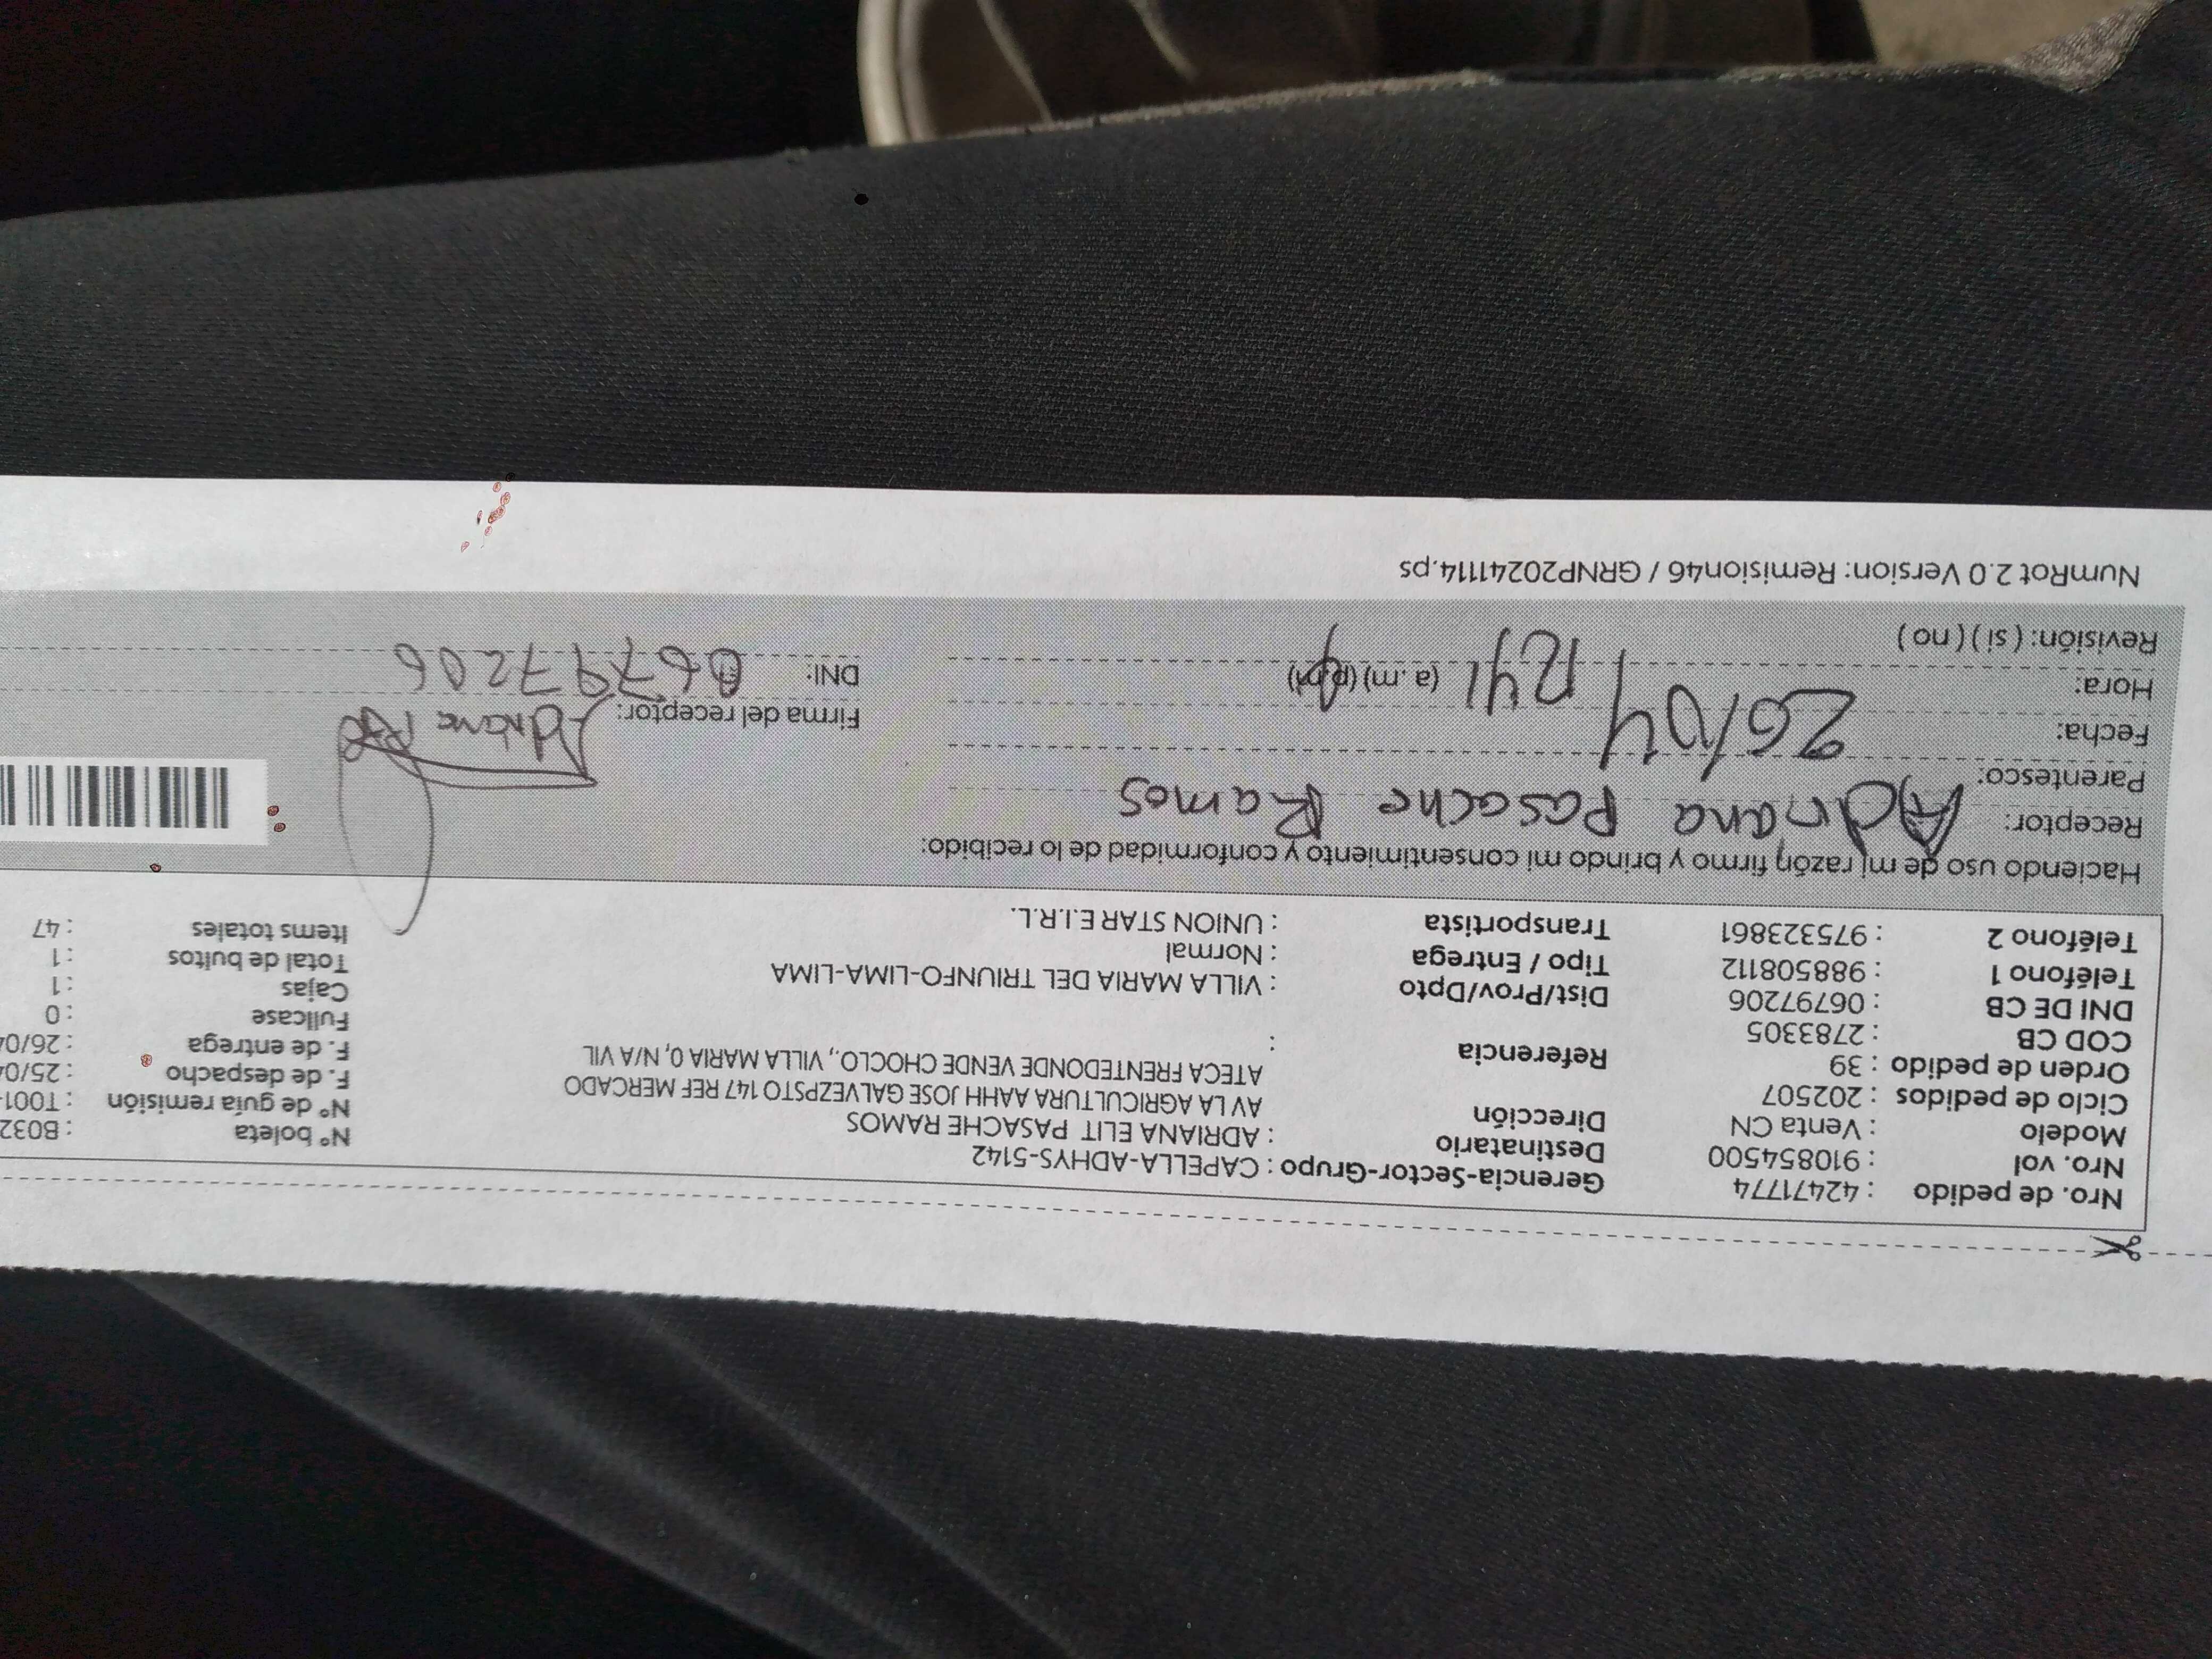 Nro. de pedido : 42471774
Nro. vol : 910854500
Modelo : Venta CN
Ciclo de pedidos : 202507
Orden de pedido : 39
COD CB : 2783305
DNI DE CB : 06797206
Teléfono 1 : 988508112
Teléfono 2 : 975323861
Gerencia-Sector-Grupo : CAPELLA-ADHYS-5142
Destinatario : ADRIANA ELIT PASACHE RAMOS
Dirección AV LA AGRICULTURA AAHH JOSE GALVEZPSTO 147 REF MERCADO
ATECA FRENTEDONDE VENDE CHOCLO., VILLA MARIA 0, N/A VIL
Referencia :
Dist/Prov/Dpto : VILLA MARIA DEL TRIUNFO-LIMA-LIMA
Tipo / Entrega : Normal
Transportista : UNION STAR E.I.R.L.
Nº boleta : B032
Nº de guía remisión : T001-
F. de despacho : 25/04
F. de entrega : 26/04
Fullcase : 0
Cajas : 1
Total de bultos : 1
Items totales : 47
Haciendo uso de mi razón firmo y brindo mi consentimiento y conformidad de lo recibido:
Receptor: Adriana Pasache Ramos
Parentesco:
Fecha: 26/04
Hora: 12 41 (a. m) (p.m)
Revisión: ( si ) ( no )
Firma del receptor: Adriana
DNI: 06797206
NumRot 2.0 Version: Remision46 / GRNP20241114.ps